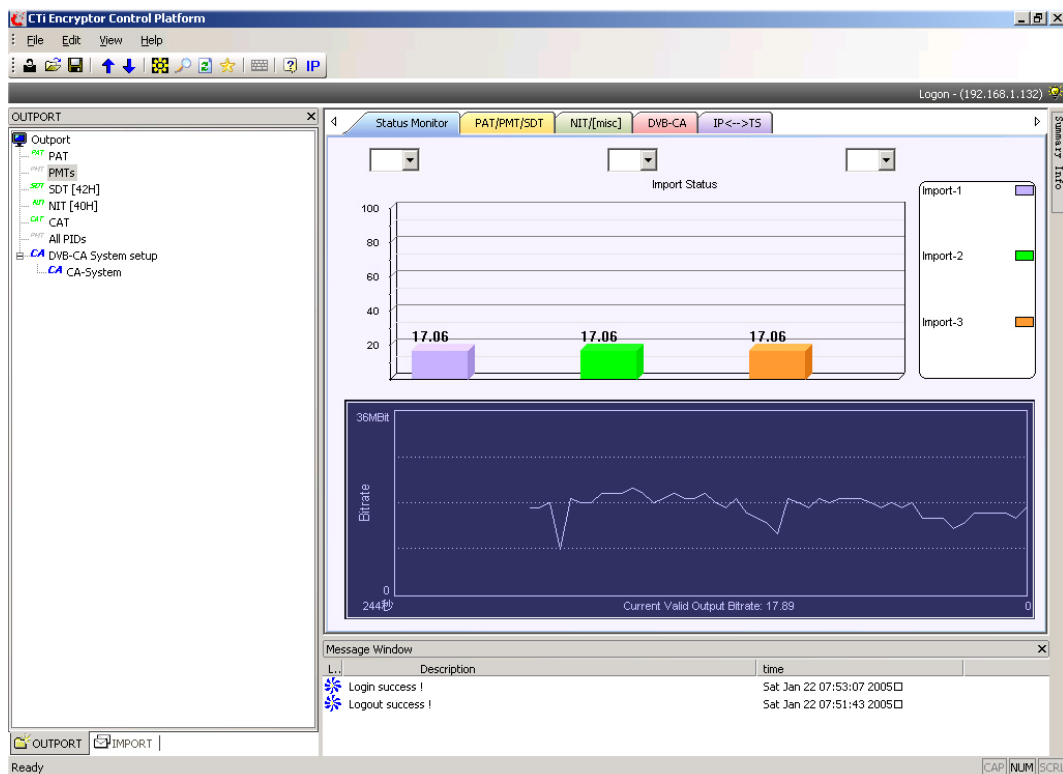 CTi Encryptor Control Platform
File Edit View Help
IP
Logon - (192.168.1.132)
OUTPORT
Outport
PAT PAT
PMT PMTs
SDT SDT [42H]
NIT NIT [40H]
CAT CAT
PMT All PIDs
CA DVB-CA System setup
CA CA-System
OUTPORT IMPORT
Status Monitor PAT/PMT/SDT NIT/[misc] DVB-CA IP<-->TS
Summary Info
Import Status
100
80
60
40
20
17.06 17.06 17.06
Import-1
Import-2
Import-3
36MBit
Bitrate
0
244秒 Current Valid Output Bitrate: 17.89 0
Message Window
L.. Description time
Login success ! Sat Jan 22 07:53:07 2005□
Logout success ! Sat Jan 22 07:51:43 2005□
Ready CAP NUM SCRL